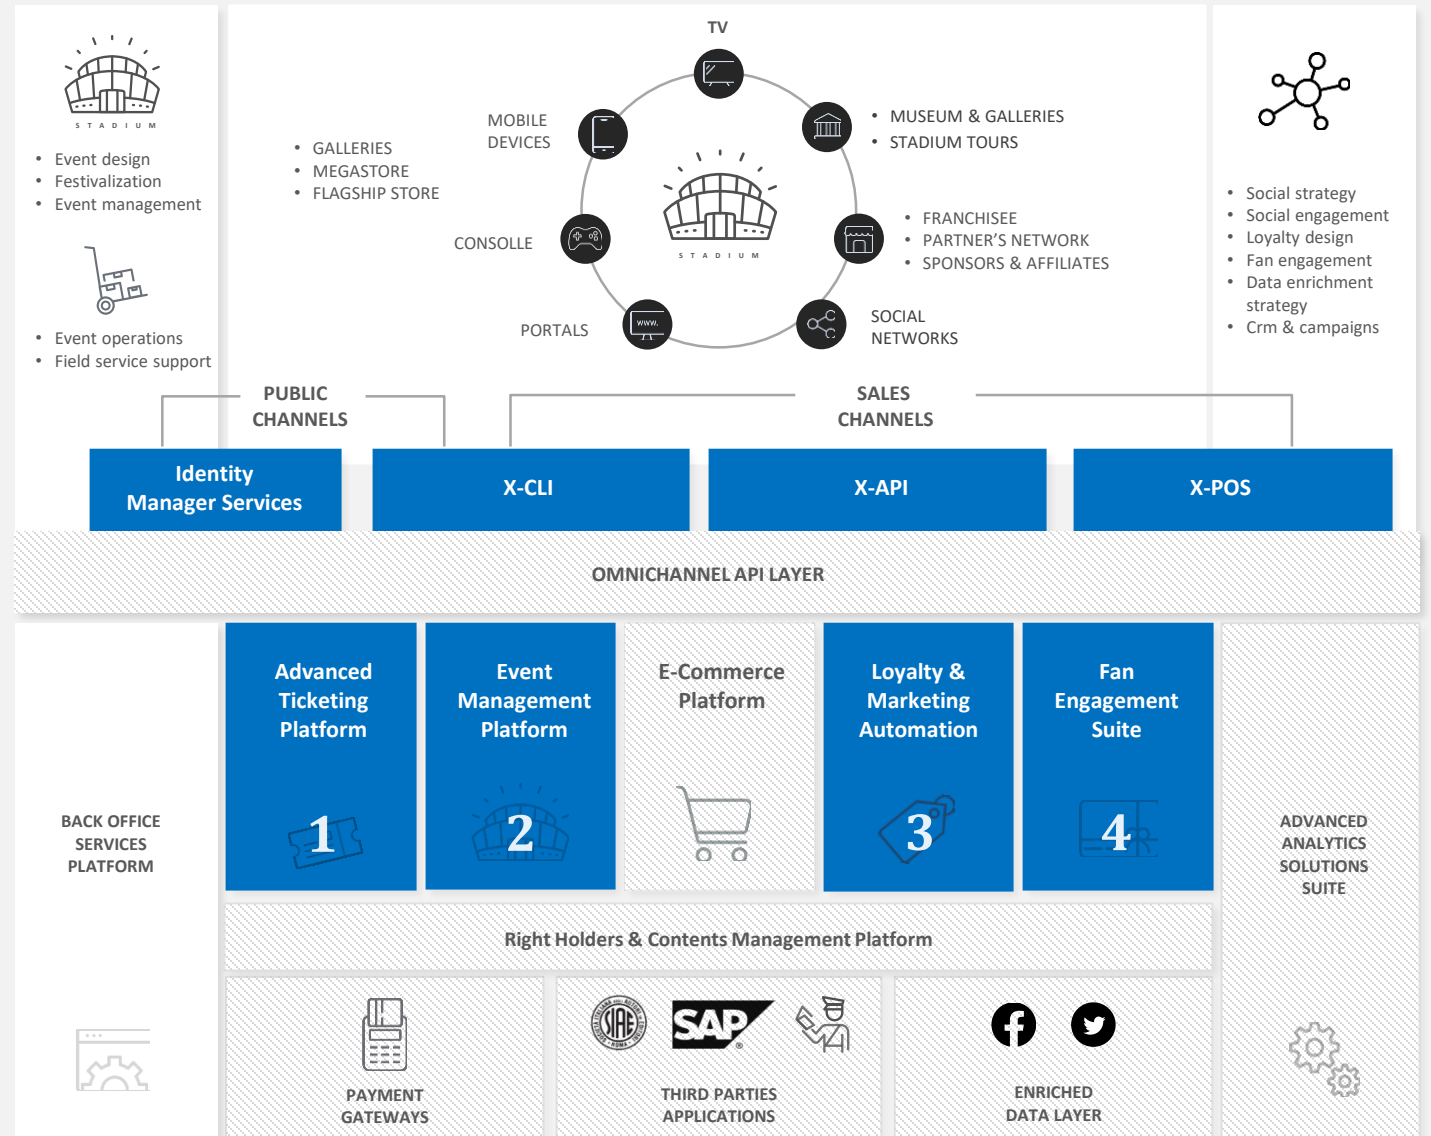 STADIUM
• Event design
• Festivalization
• Event management
• Event operations
• Field service support
TV
MOBILE
DEVICES
• GALLERIES
• MEGASTORE
• FLAGSHIP STORE
CONSOLLE
PORTALS
www.
STADIUM
• MUSEUM & GALLERIES
• STADIUM TOURS
• FRANCHISEE
• PARTNER'S NETWORK
• SPONSORS & AFFILIATES
SOCIAL
NETWORKS
• Social strategy
• Social engagement
• Loyalty design
• Fan engagement
• Data enrichment
strategy
• Crm & campaigns
PUBLIC
CHANNELS
SALES
CHANNELS
Identity
Manager Services
X-CLI
X-API
X-POS
OMNICHANNEL API LAYER
BACK OFFICE
SERVICES
PLATFORM
Advanced
Ticketing
Platform
1
Event
Management
Platform
2
E-Commerce
Platform
Loyalty &
Marketing
Automation
3
Fan
Engagement
Suite
4
ADVANCED
ANALYTICS
SOLUTIONS
SUITE
Right Holders & Contents Management Platform
PAYMENT
GATEWAYS
SIAE
SAP
THIRD PARTIES
APPLICATIONS
ENRICHED
DATA LAYER